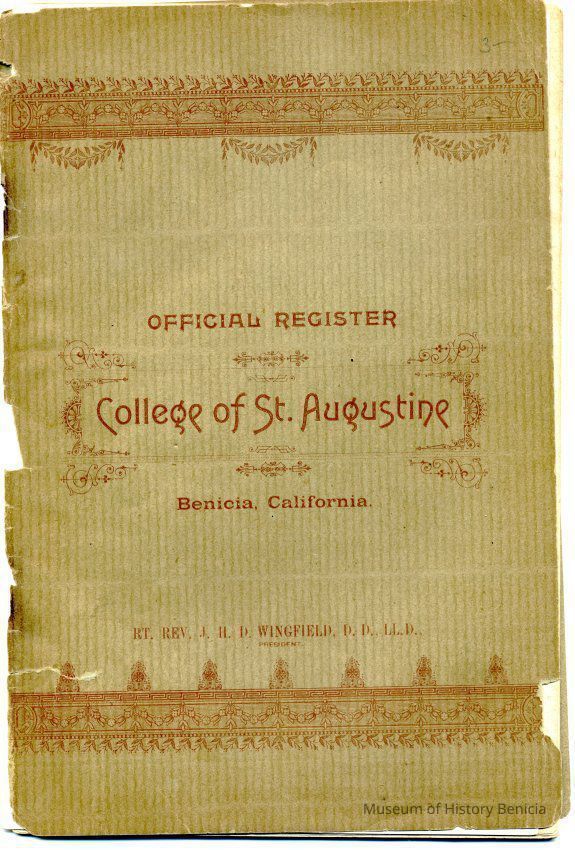 3-
OFFICIAL REGISTER
College of St. Augustine
Benicia, California.
RT. REV. J. H. D. WINGFIELD, D. D., LL.D.,
PRESIDENT.
Museum of History Benicia